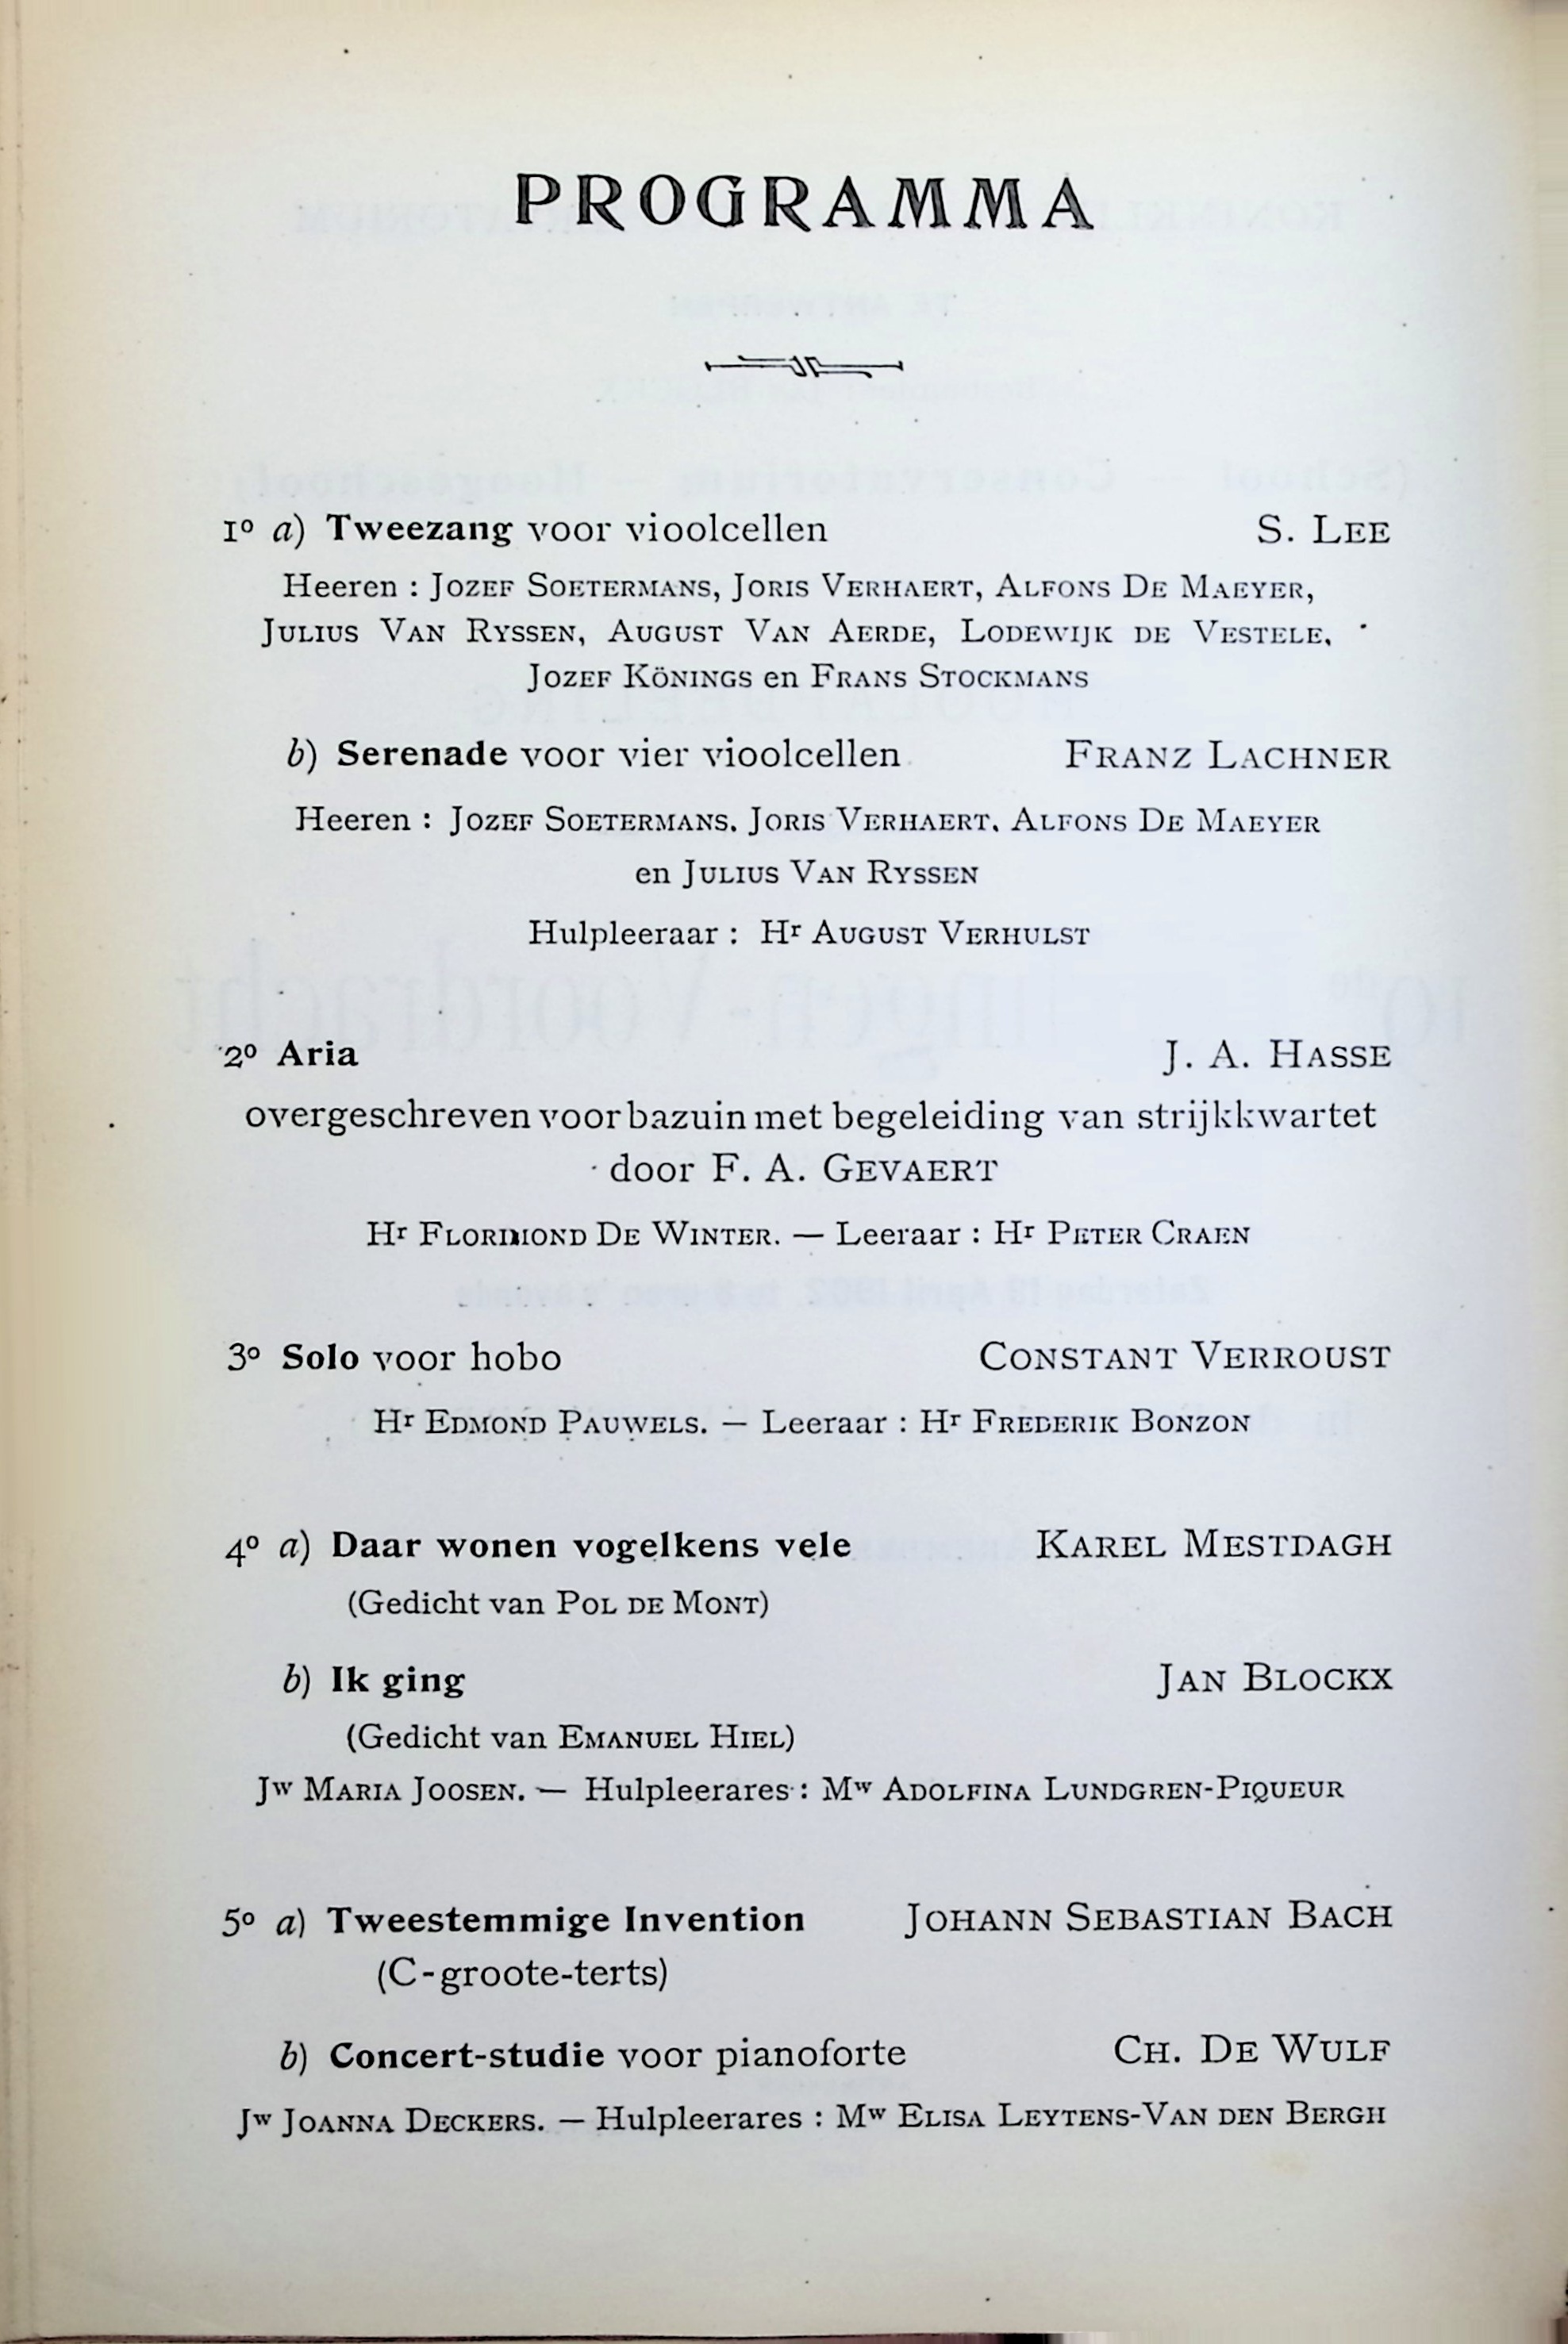 PROGRAMMA
1º a) Tweezang voor vioolcellen S. LEE
Heeren : JOZEF SOETERMANS, JORIS VERHAERT, ALFONS DE MAEYER,
JULIUS VAN RYSSEN, AUGUST VAN AERDE, LODEWIJK DE VESTELE,
JOZEF KÖNINGS en FRANS STOCKMANS
b) Serenade voor vier vioolcellen FRANZ LACHNER
Heeren : JOZEF SOETERMANS, JORIS VERHAERT, ALFONS DE MAEYER
en JULIUS VAN RYSSEN
Hulpleeraar : Hr AUGUST VERHULST
2º Aria J. A. HASSE
overgeschreven voor bazuin met begeleiding van strijkkwartet
door F. A. GEVAERT
Hr FLORIMOND DE WINTER. — Leeraar : Hr PETER CRAEN
3º Solo voor hobo CONSTANT VERROUST
Hr EDMOND PAUWELS. — Leeraar : Hr FREDERIK BONZON
4º a) Daar wonen vogelkens vele KAREL MESTDAGH
(Gedicht van POL DE MONT)
b) Ik ging JAN BLOCKX
(Gedicht van EMANUEL HIEL)
Jw MARIA JOOSEN. — Hulpleerares : Mw ADOLFINA LUNDGREN-PIQUEUR
5º a) Tweestemmige Invention JOHANN SEBASTIAN BACH
(C-groote-terts)
b) Concert-studie voor pianoforte CH. DE WULF
Jw JOANNA DECKERS. — Hulpleerares : Mw ELISA LEYTENS-VAN DEN BERGH